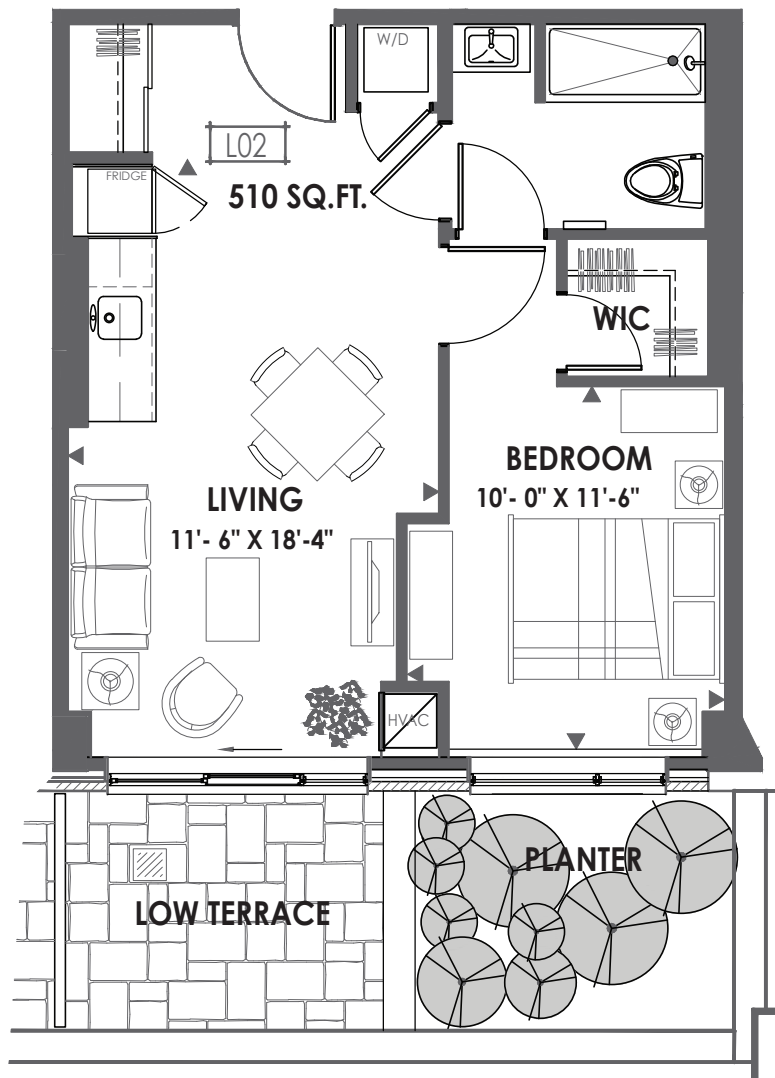 W/D
L02
FRIDGE
510 SQ.FT.
WIC
BEDROOM
10'- 0" X 11'-6"
LIVING
11'- 6" X 18'-4"
HVAC
PLANTER
LOW TERRACE